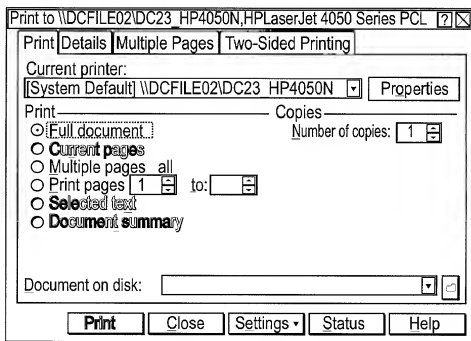 Print to \\DCFILE02\DC23_HP4050N,HPLaserJet 4050 Series PCL
Print Details Multiple Pages Two-Sided Printing
Current printer:
[System Default] \\DCFILE02\DC23_HP4050N Properties
Print Copies
Full document Number of copies: 1
Current pages
Multiple pages all
Print pages 1 to:
Selected text
Document summary
Document on disk:
Print Close Settings Status Help